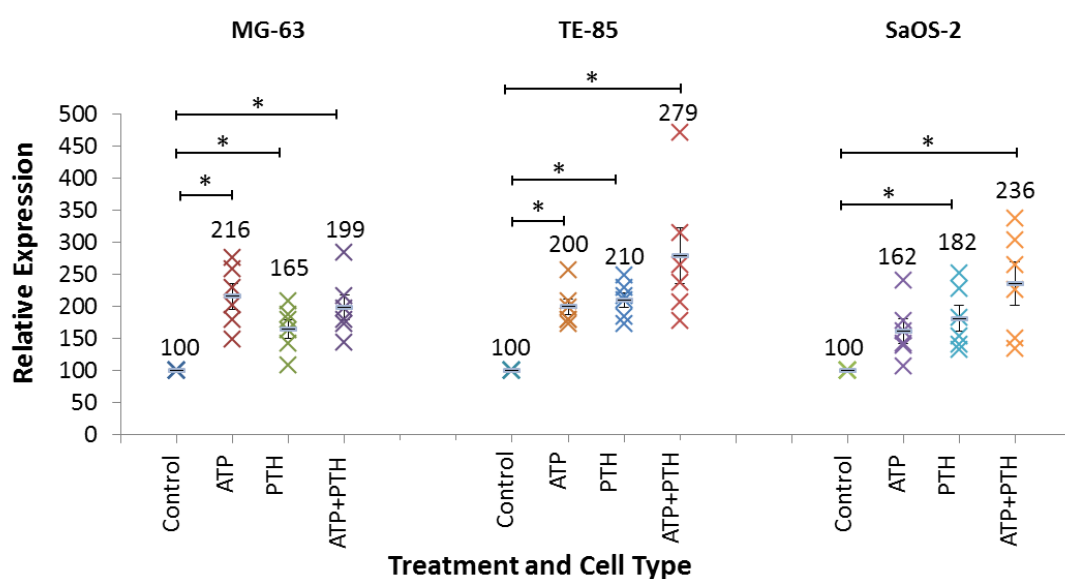 MG-63 TE-85 SaOS-2
* * *
500
450
400
350
300
250
200
150
100
50
0
Relative Expression
* * *
* *
100 216 165 199
100 200 210 279
100 162 182 236
Control ATP PTH ATP+PTH Control ATP PTH ATP+PTH Control ATP PTH ATP+PTH
Treatment and Cell Type